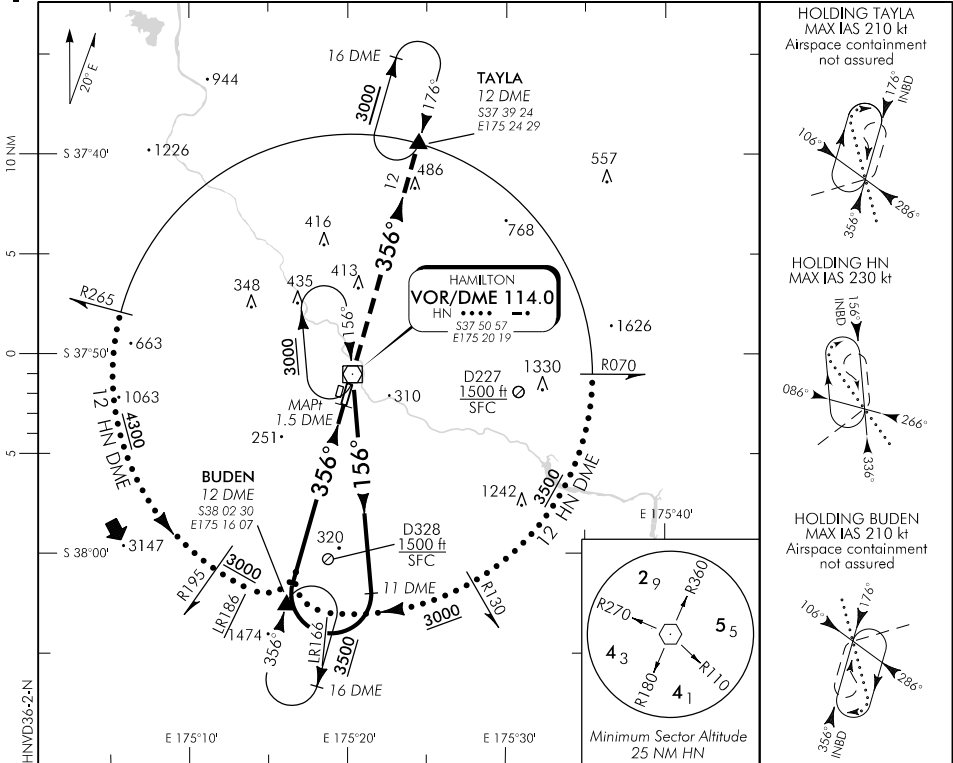 20° E
10 NM
5
0
5
S 37°40'
S 37°50'
S 38°00'
E 175°10'
E 175°20'
E 175°30'
E 175°40'
HNVD36-2-N
944
1226
16 DME
3000
176°
TAYLA
12 DME
S37 39 24
E175 24 29
486
557
12
768
416
356°
413
435
348
HAMILTON
VOR/DME 114.0
HN
S37 50 57
E175 20 19
R265
663
156°
3000
1626
R070
1330
D227
1500 ft
SFC
310
MAPt
1.5 DME
1063
4300
12 HN DME
251
356°
156°
BUDEN
12 DME
S38 02 30
E175 16 07
1242
3500
12 HN DME
3147
320
D328
1500 ft
SFC
11 DME
R195
3000
LR186
R130
3000
1474
356°
LR166
3500
16 DME
29
R360
R270
55
43
R180
R110
41
Minimum Sector Altitude
25 NM HN
HOLDING TAYLA
MAX IAS 210 kt
Airspace containment
not assured
176°
INBD
106°
286°
356°
HOLDING HN
MAX IAS 230 kt
156°
INBD
086°
266°
336°
HOLDING BUDEN
MAX IAS 210 kt
Airspace containment
not assured
106°
176°
286°
356°
INBD